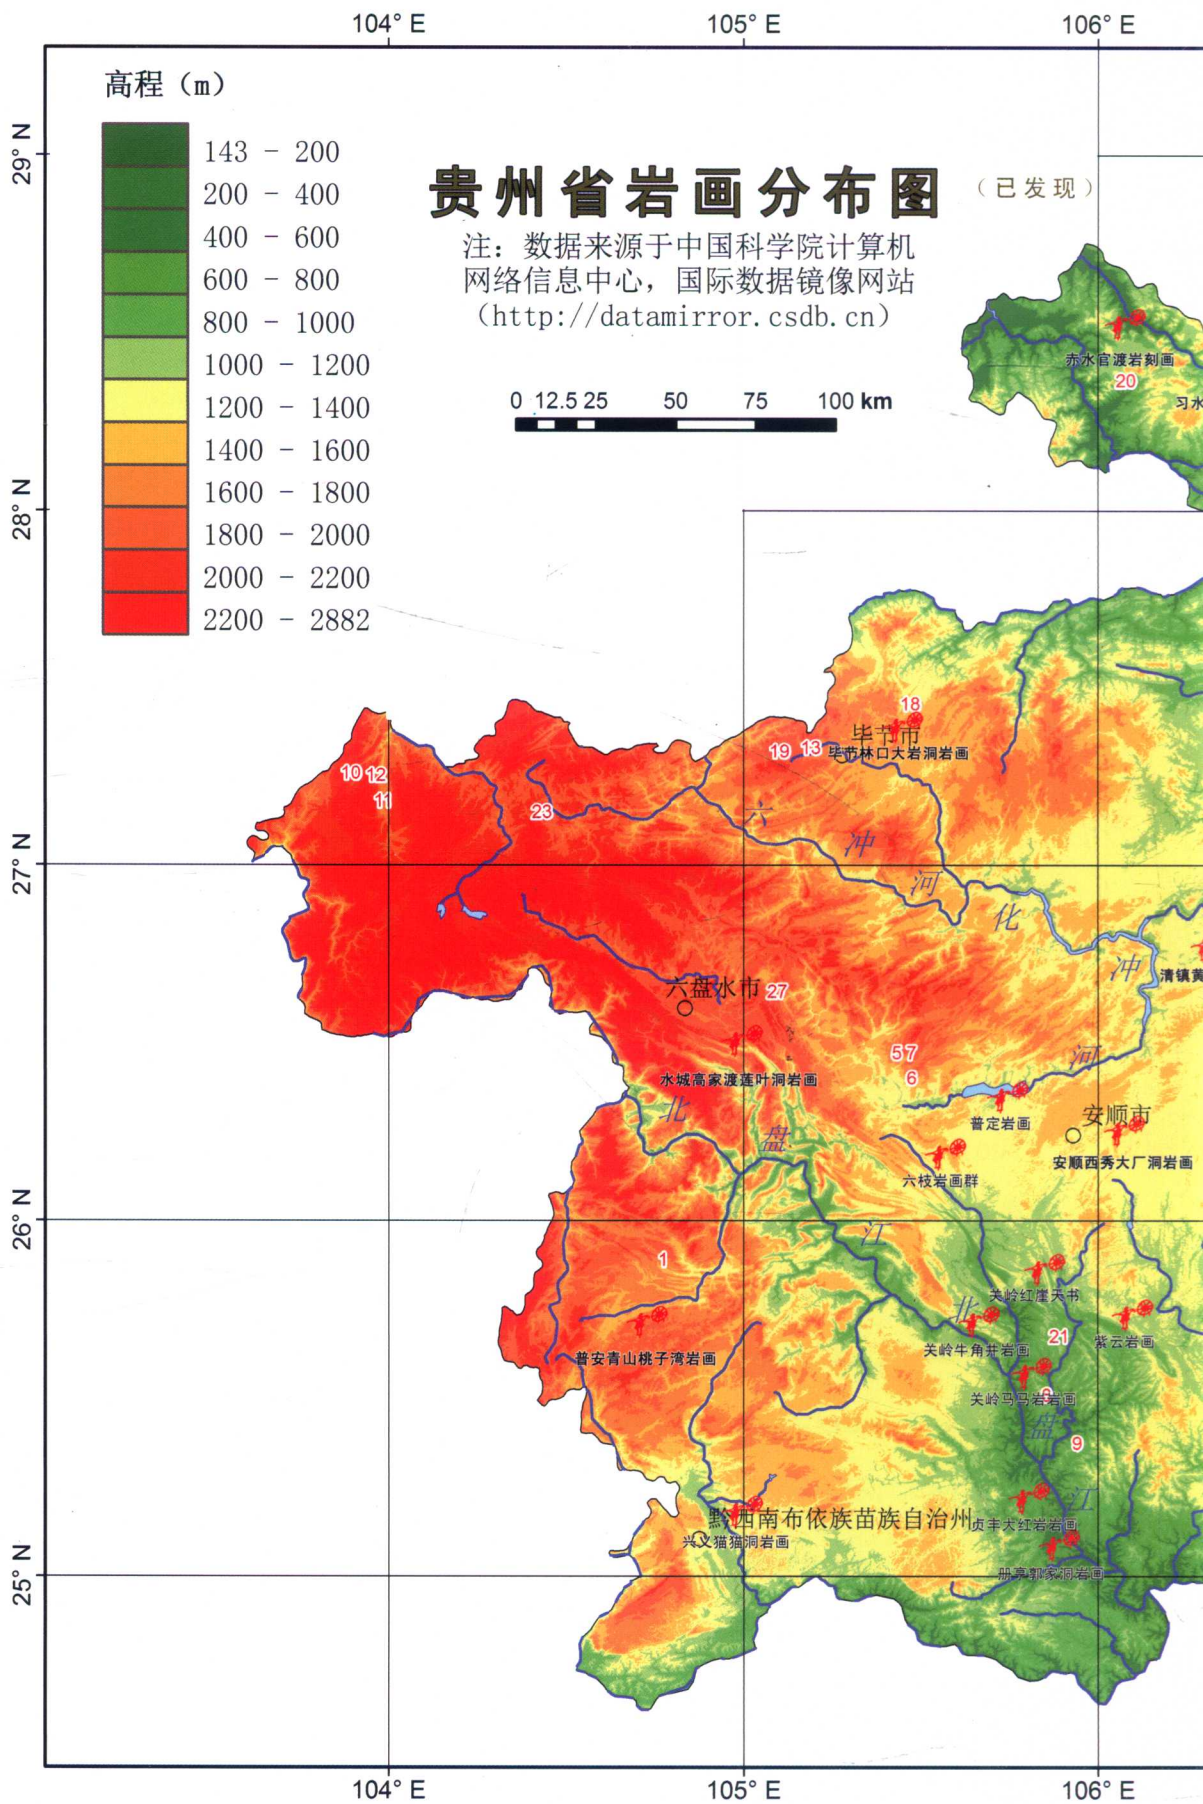 104° E
105° E
106° E
高程（m）
143 - 200
200 - 400
400 - 600
600 - 800
800 - 1000
1000 - 1200
1200 - 1400
1400 - 1600
1600 - 1800
1800 - 2000
2000 - 2200
2200 - 2882
贵州省岩画分布图（已发现）
注：数据来源于中国科学院计算机
网络信息中心，国际数据镜像网站
（http://datamirror.csdb.cn）
0 12.5 25 50 75 100 km
29° N
28° N
27° N
26° N
25° N
赤水官渡岩刻画
20
习水
18
毕节市
19 13
毕节林口大岩洞岩画
10 12
11
23
六
冲
河
化
冲
河
清镇黄
六盘水市 27
水城高家渡莲叶洞岩画
5 7
6
普定岩画
安顺市
安顺西秀大厂洞岩画
六枝岩画群
北
盘
江
1
关岭红崖天书
北
关岭牛角井岩画
21
紫云岩画
普安青山桃子湾岩画
关岭马马岩岩画
盘
9
江
黔西南布依族苗族自治州
贞丰大红岩岩画
兴义猫猫洞岩画
册亨郭家洞岩画
104° E
105° E
106° E